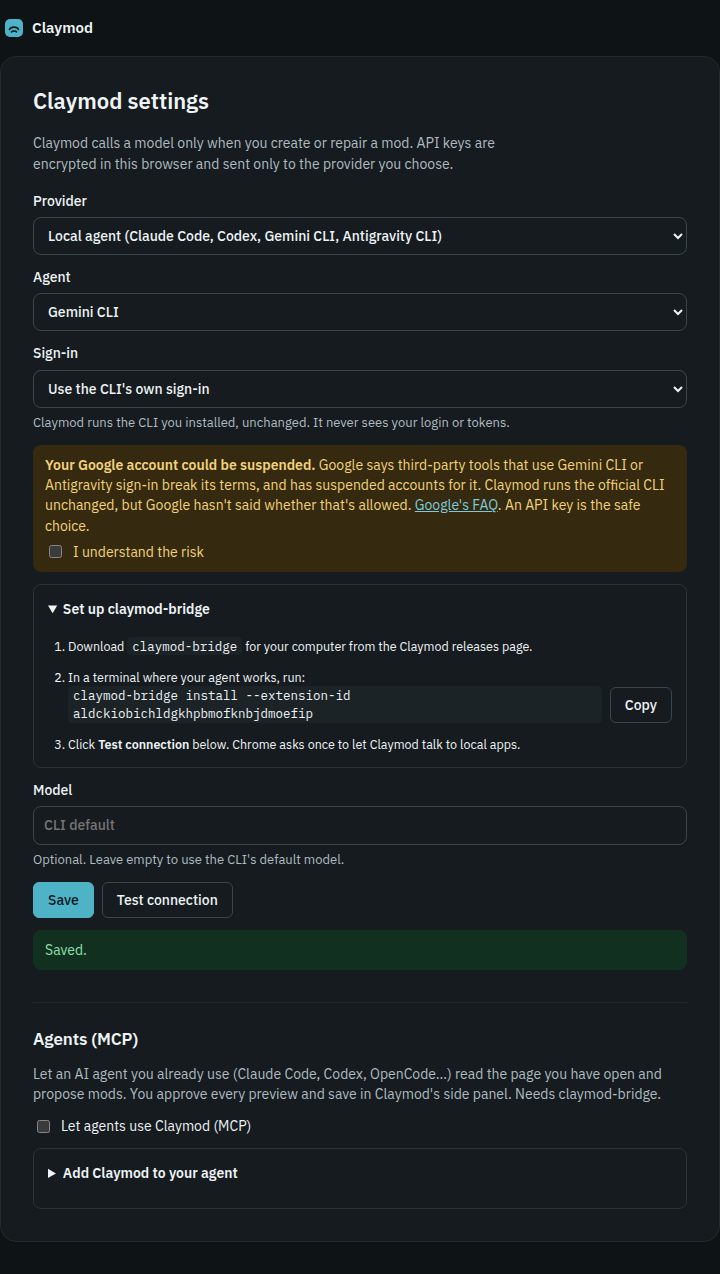 Claymod
Claymod settings
Claymod calls a model only when you create or repair a mod. API keys are
encrypted in this browser and sent only to the provider you choose.
Provider
Local agent (Claude Code, Codex, Gemini CLI, Antigravity CLI)
Agent
Gemini CLI
Sign-in
Use the CLI's own sign-in
Claymod runs the CLI you installed, unchanged. It never sees your login or tokens.
Your Google account could be suspended. Google says third-party tools that use Gemini CLI or
Antigravity sign-in break its terms, and has suspended accounts for it. Claymod runs the official CLI
unchanged, but Google hasn't said whether that's allowed. Google's FAQ. An API key is the safe
choice.
I understand the risk
Set up claymod-bridge
1. Download claymod-bridge for your computer from the Claymod releases page.
2. In a terminal where your agent works, run:
claymod-bridge install --extension-id
aldckiobichldgkhpbmofknbjdmoefip
Copy
3. Click Test connection below. Chrome asks once to let Claymod talk to local apps.
Model
CLI default
Optional. Leave empty to use the CLI's default model.
Save
Test connection
Saved.
Agents (MCP)
Let an AI agent you already use (Claude Code, Codex, OpenCode…) read the page you have open and
propose mods. You approve every preview and save in Claymod's side panel. Needs claymod-bridge.
Let agents use Claymod (MCP)
Add Claymod to your agent